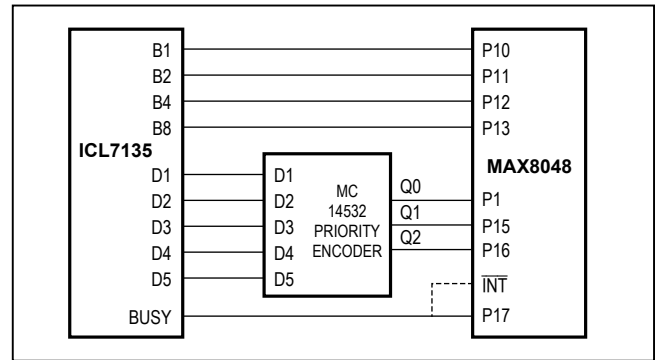 B1
B2
B4
B8
ICL7135
D1
D2
D3
D4
D5
BUSY
D1
D2
D3
D4
D5
MC
14532
PRIORITY
ENCODER
Q0
Q1
Q2
P10
P11
P12
P13
MAX8048
P1
P15
P16
INT
P17